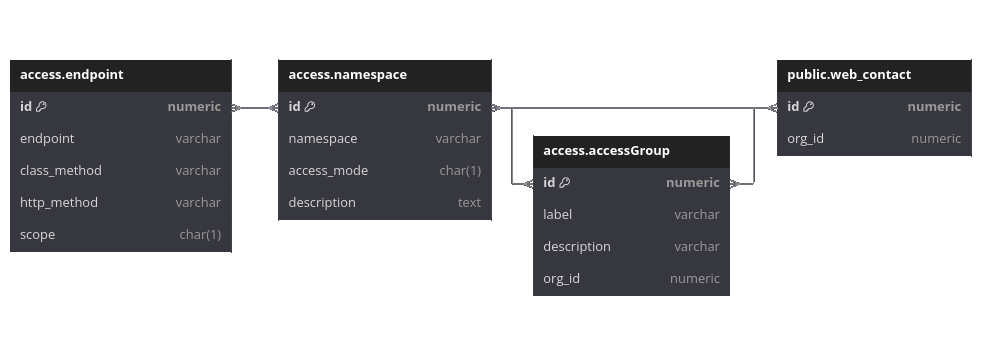 access.endpoint
id numeric
endpoint varchar
class_method varchar
http_method varchar
scope char(1)
access.namespace
id numeric
namespace varchar
access_mode char(1)
description text
access.accessGroup
id numeric
label varchar
description varchar
org_id numeric
public.web_contact
id numeric
org_id numeric